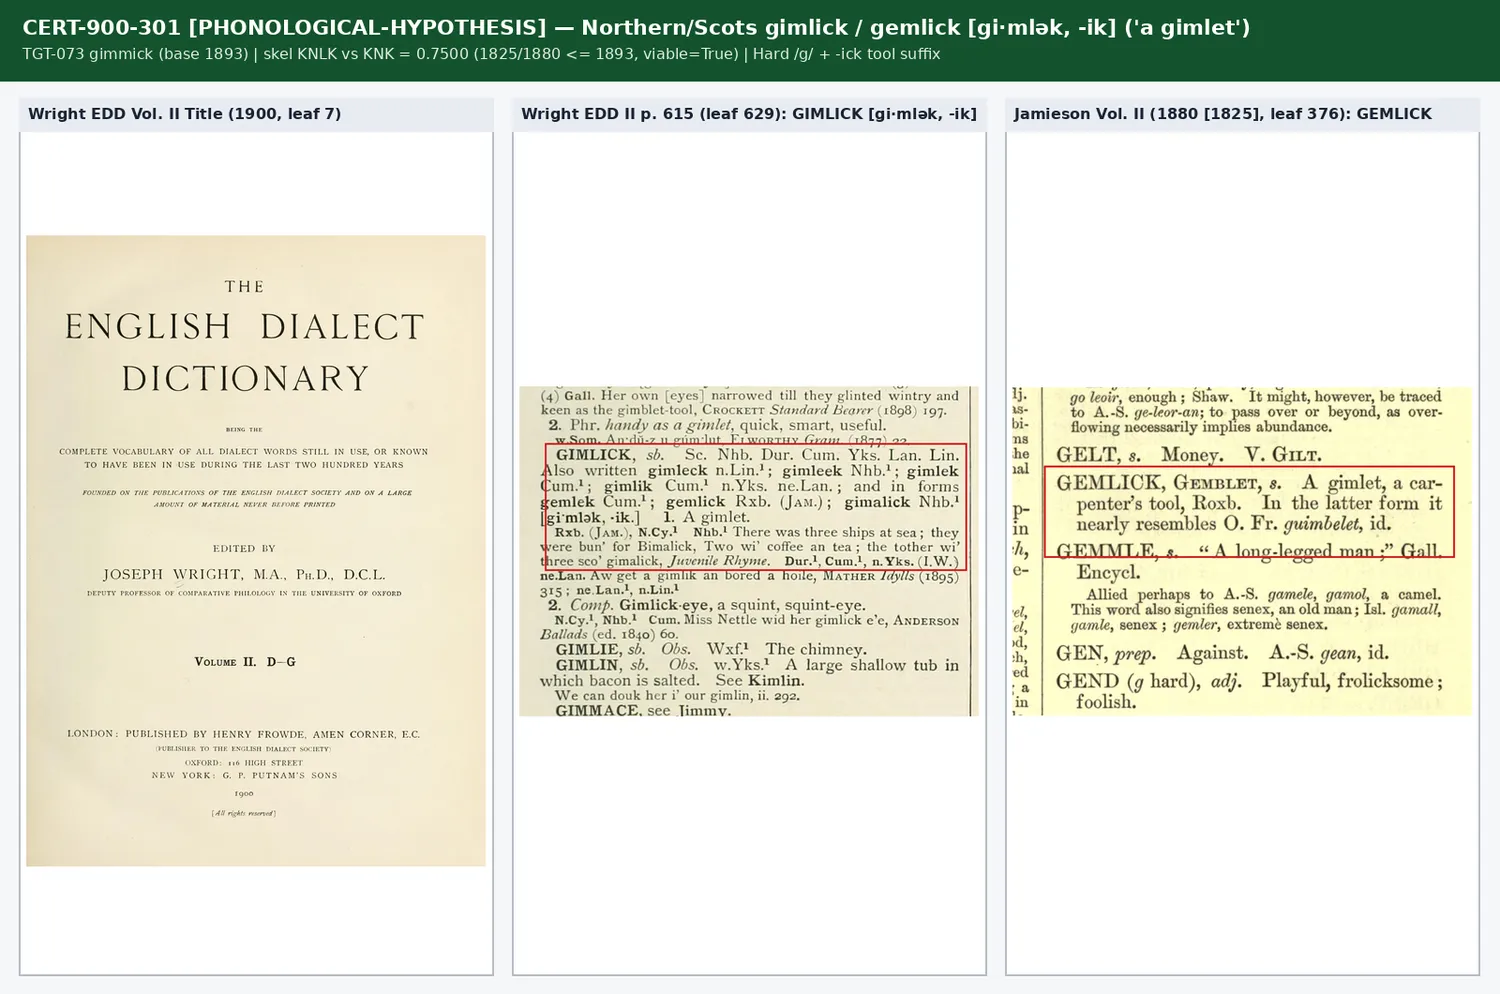 CERT-900-301 [PHONOLOGICAL-HYPOTHESIS] — Northern/Scots gimlick / gemlick [gi·mlək, -ik] ('a gimlet')
TGT-073 gimmick (base 1893) | skel KNLK vs KNK = 0.7500 (1825/1880 <= 1893, viable=True) | Hard /g/ + -ick tool suffix
Wright EDD Vol. II Title (1900, leaf 7)
THE
ENGLISH DIALECT
DICTIONARY
BEING THE
COMPLETE VOCABULARY OF ALL DIALECT WORDS STILL IN USE, OR KNOWN
TO HAVE BEEN IN USE DURING THE LAST TWO HUNDRED YEARS
FOUNDED ON THE PUBLICATIONS OF THE ENGLISH DIALECT SOCIETY AND ON A LARGE
AMOUNT OF MATERIAL NEVER BEFORE PRINTED
EDITED BY
JOSEPH WRIGHT, M.A., Ph.D., D.C.L.
DEPUTY PROFESSOR OF COMPARATIVE PHILOLOGY IN THE UNIVERSITY OF OXFORD
Volume II. D–G
LONDON: PUBLISHED BY HENRY FROWDE, AMEN CORNER, E.C.
(PUBLISHER TO THE ENGLISH DIALECT SOCIETY)
OXFORD: 116 HIGH STREET
NEW YORK: G. P. PUTNAM'S SONS
1900
[All rights reserved]
Wright EDD II p. 615 (leaf 629): GIMLICK [gi·mlək, -ik]
(4) Gall. Her own [eyes] narrowed till they glinted wintry and
keen as the gimblet-tool, Crockett Standard Bearer (1898) 197.
2. Phr. handy as a gimlet, quick, smart, useful.
w.Som. An·dŭ-z u gúm·lut, Elworthy Gram. (1877) 22.
GIMLICK, sb. Sc. Nhb. Dur. Cum. Yks. Lan. Lin.
Also written gimleck n.Lin.¹; gimleek Nhb.¹; gimlek
Cum.¹; gimlik Cum.¹ n.Yks. ne.Lan.; and in forms
gemlek Cum.¹; gemlick Rxb. (Jam.); gimalick Nhb.¹
[gi·mlək, ·ik.] 1. A gimlet.
Rxb. (Jam.), N.Cy.¹ Nhb.¹ There was three ships at sea; they
were bun' for Bimalick, Two wi' coffee an tea; the tother wi'
three sco' gimalick, Juvenile Rhyme. Dur.¹, Cum.¹, n.Yks. (I.W.)
ne.Lan. Aw get a gimlik an bored a hoile, Mather Idylls (1895)
315; ne.Lan.¹, n.Lin.¹
2. Comp. Gimlick-eye, a squint, squint-eye.
N.Cy.¹, Nhb.¹ Cum. Miss Nettle wid her gimlick e'e, Anderson
Ballads (ed. 1840) 60.
GIMLIE, sb. Obs. Wxf.¹ The chimney.
GIMLIN, sb. Obs. w.Yks.¹ A large shallow tub in
which bacon is salted. See Kimlin.
We can douk her i' our gimlin, ii. 292.
GIMMACE, see Jimmy.
Jamieson Vol. II (1880 [1825], leaf 376): GEMLICK
go leoir, enough; Shaw. It might, however, be traced
to A.-S. ge-leor-an; to pass over or beyond, as over-
flowing necessarily implies abundance.
GELT, s. Money. V. Gilt.
GEMLICK, Gemblet, s. A gimlet, a car-
penter's tool, Roxb. In the latter form it
nearly resembles O. Fr. guimbelet, id.
GEMMLE, s. “A long-legged man;” Gall.
Encycl.
Allied perhaps to A.-S. gamele, gamol, a camel.
This word also signifies senex, an old man; Isl. gamall,
gamle, senex; gemler, extremè senex.
GEN, prep. Against. A.-S. gean, id.
GEND (g hard), adj. Playful, frolicksome;
foolish.